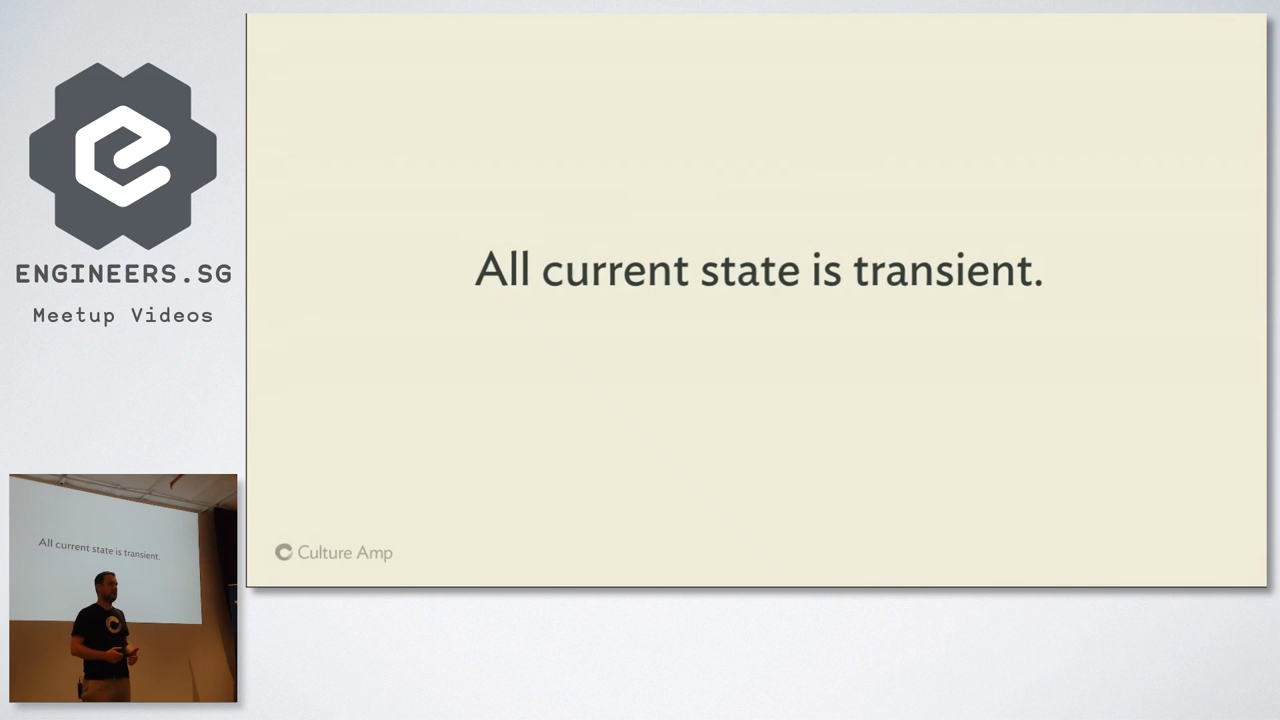 ENGINEERS.SG
Meetup Videos
All current state is transient.
Culture Amp
All current state is transient.